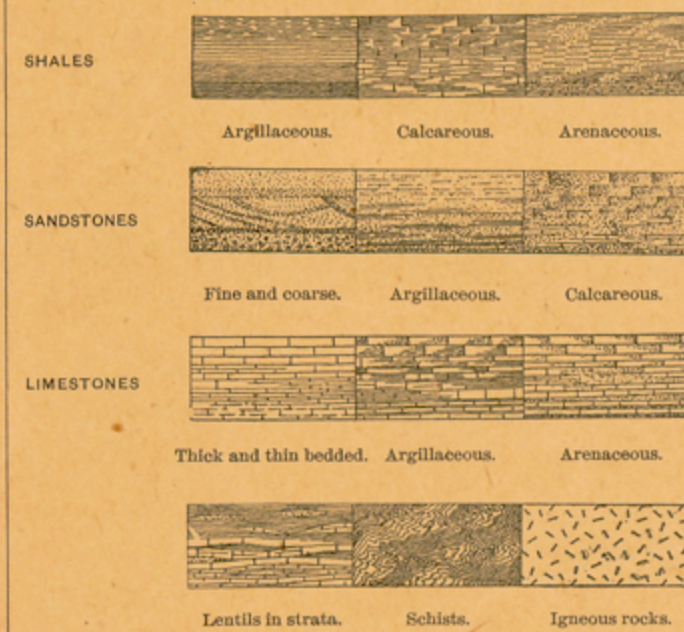 SHALES
Argillaceous. Calcareous. Arenaceous.
SANDSTONES
Fine and coarse. Argillaceous. Calcareous.
LIMESTONES
Thick and thin bedded. Argillaceous. Arenaceous.
Lentils in strata. Schists. Igneous rocks.